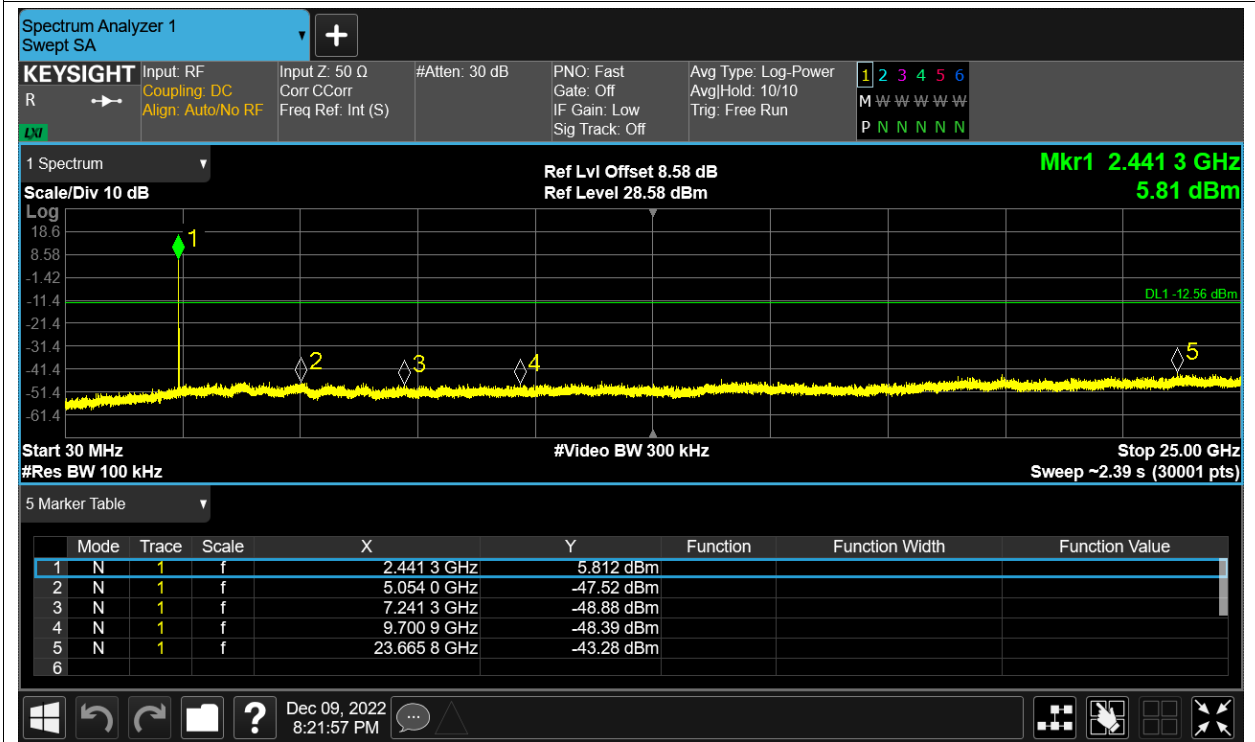 Spectrum Analyzer 1
Swept SA
+
KEYSIGHT
R
LXI
Input: RF
Coupling: DC
Align: Auto/No RF
Input Z: 50 Ω
Corr CCorr
Freq Ref: Int (S)
#Atten: 30 dB
PNO: Fast
Gate: Off
IF Gain: Low
Sig Track: Off
Avg Type: Log-Power
Avg|Hold: 10/10
Trig: Free Run
1 2 3 4 5 6
M W W W W W
P N N N N N N
1 Spectrum
Scale/Div 10 dB
Ref Lvl Offset 8.58 dB
Ref Level 28.58 dBm
Mkr1 2.441 3 GHz
5.81 dBm
Log
18.6
8.58
-1.42
-11.4
-21.4
-31.4
-41.4
-51.4
-61.4
1
2
3
4
5
DL1 -12.56 dBm
Start 30 MHz
#Video BW 300 kHz
Stop 25.00 GHz
#Res BW 100 kHz
Sweep ~2.39 s (30001 pts)
5 Marker Table
Mode Trace Scale X Y Function Function Width Function Value
1 N 1 f 2.441 3 GHz 5.812 dBm
2 N 1 f 5.054 0 GHz -47.52 dBm
3 N 1 f 7.241 3 GHz -48.88 dBm
4 N 1 f 9.700 9 GHz -48.39 dBm
5 N 1 f 23.665 8 GHz -43.28 dBm
6
?
Dec 09, 2022
8:21:57 PM